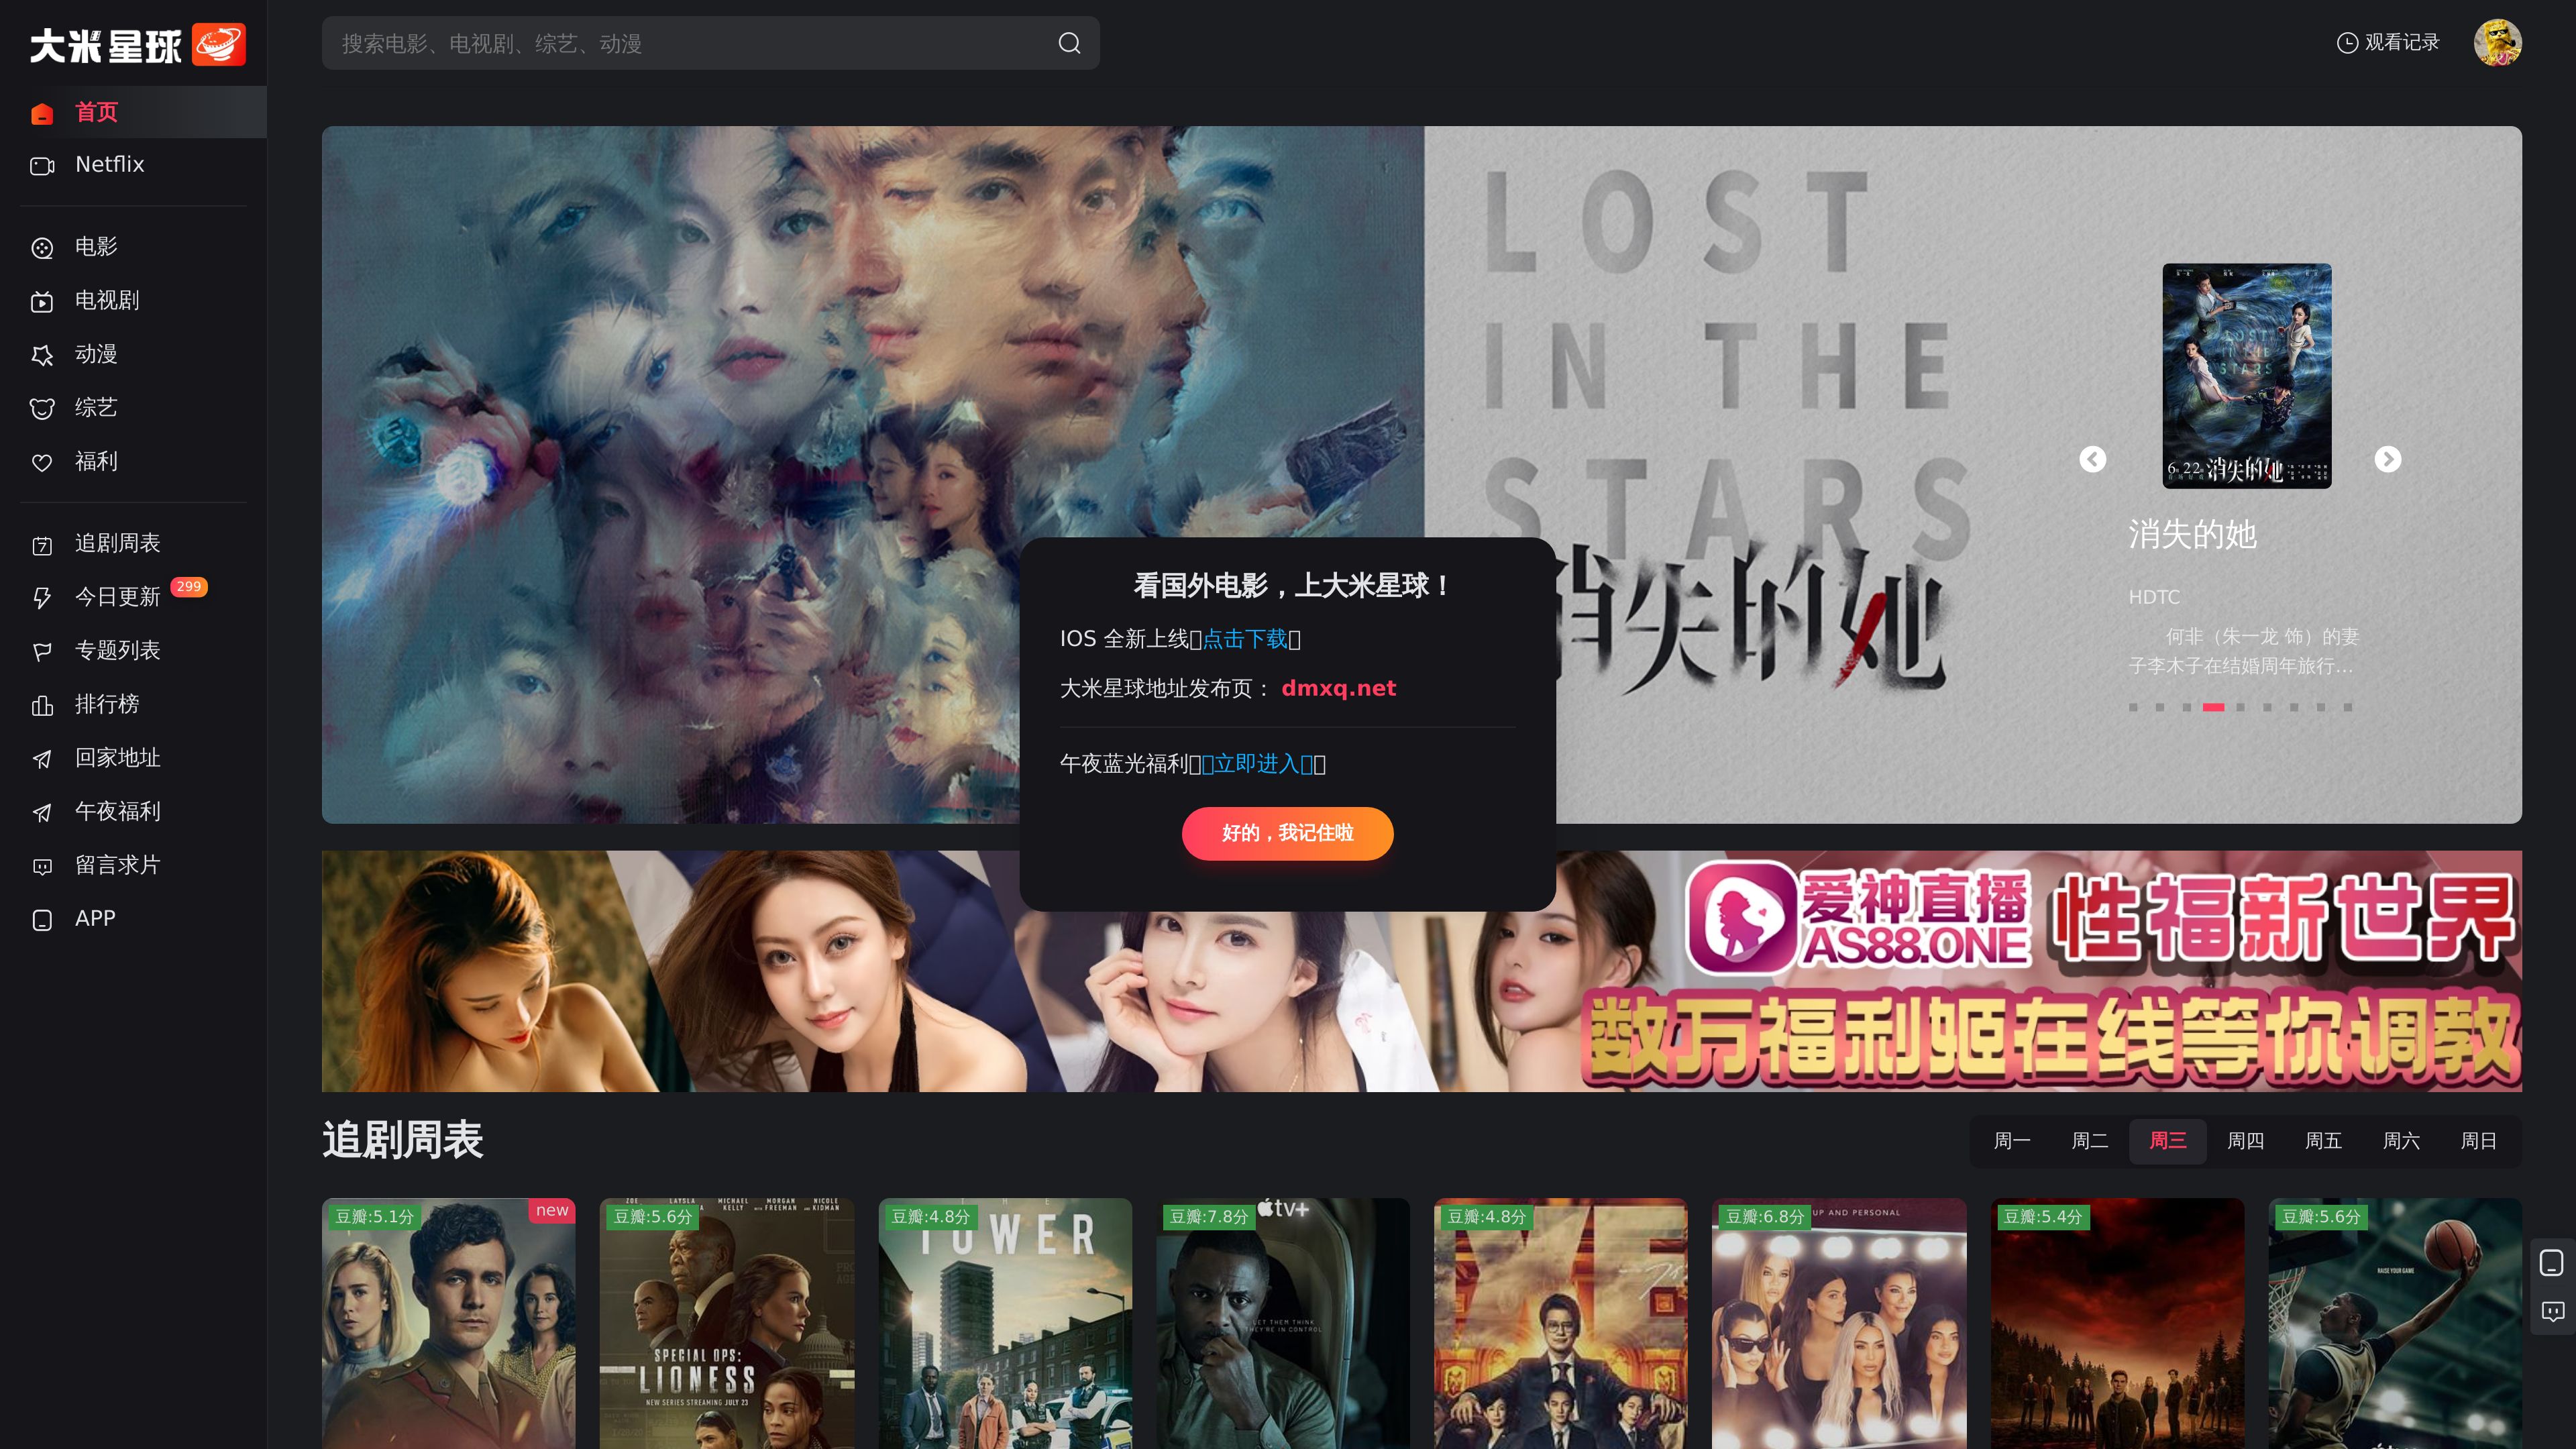 大米星球
搜索电影、电视剧、综艺、动漫
观看记录
首页
Netflix
电影
电视剧
动漫
综艺
福利
追剧周表
今日更新
299
专题列表
排行榜
回家地址
午夜福利
留言求片
APP
LOST
IN THE
STARS
消失的她
LOST
IN THE
STARS
6 22 消失的她
消失的她
HDTC
何非（朱一龙 饰）的妻
子李木子在结婚周年旅行...
看国外电影，上大米星球！
IOS 全新上线点击下载
大米星球地址发布页： dmxq.net
午夜蓝光福利立即进入
好的，我记住啦
爱神直播
AS88.ONE
性福新世界
数万福利姬在线等你调教
追剧周表
周一
周二
周三
周四
周五
周六
周日
豆瓣:5.1分
new
豆瓣:5.6分
ZOE LAYSLA MICHAEL KELLY MORGAN FREEMAN NICOLE KIDMAN
SPECIAL OPS:
LIONESS
NEW SERIES STREAMING JULY 23
豆瓣:4.8分
THE
TOWER
豆瓣:7.8分
tv+
LET THEM THINK
THEY'RE IN CONTROL
豆瓣:4.8分
豆瓣:6.8分
UP AND PERSONAL
豆瓣:5.4分
豆瓣:5.6分
RAISE YOUR GAME